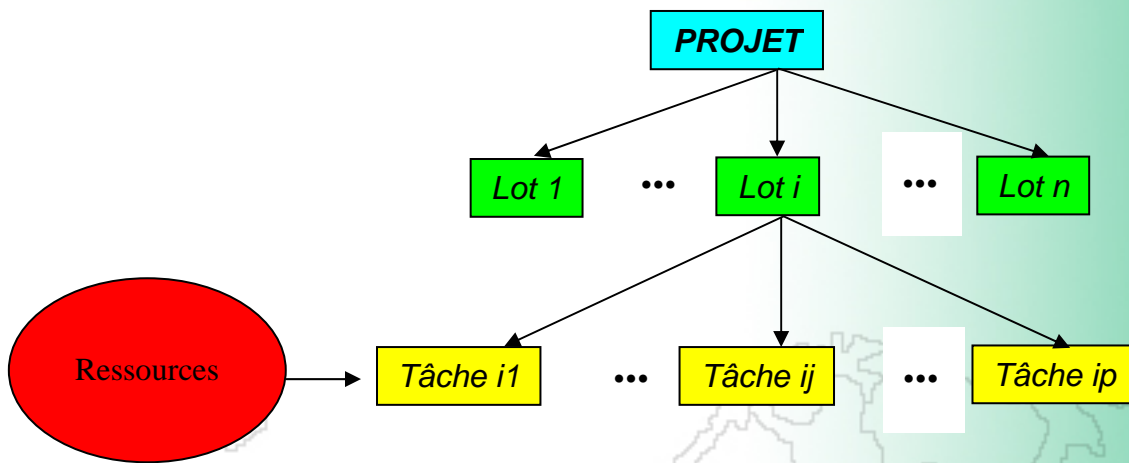 PROJET
Lot 1 ... Lot i ... Lot n
Ressources
Tâche i1 ... Tâche ij ... Tâche ip